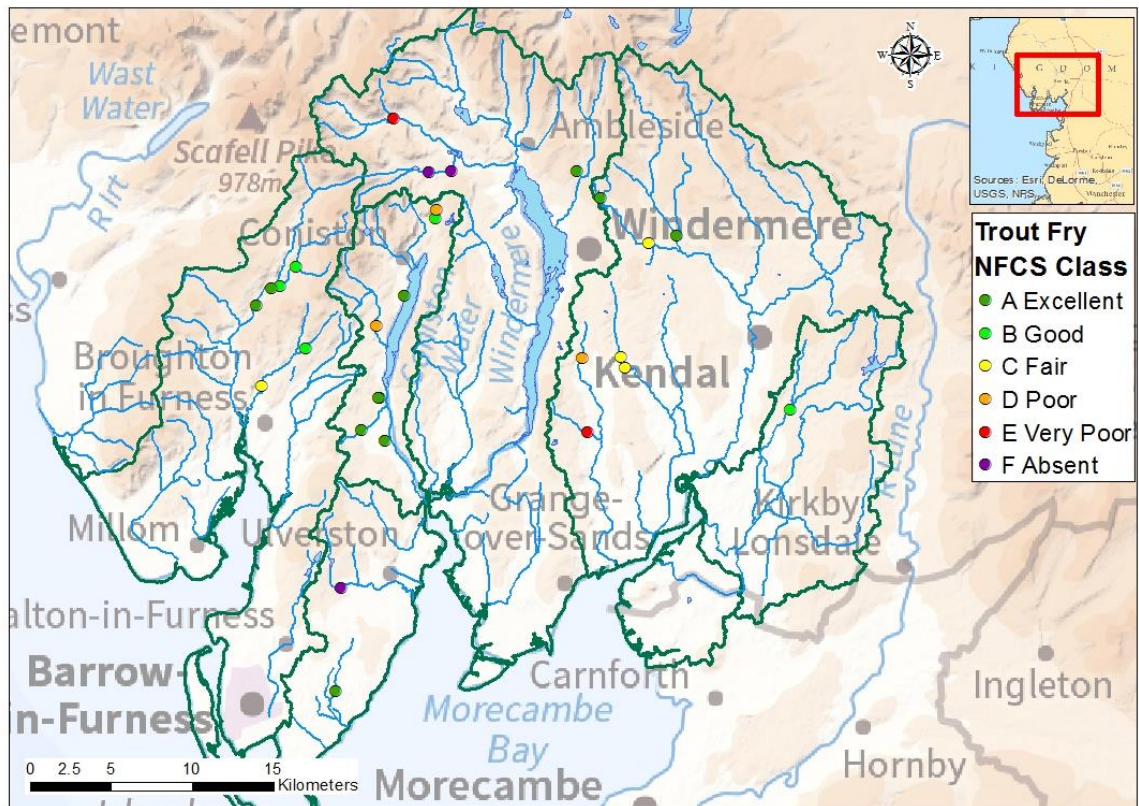 emont
Wast
Water
Scafell Pike
978m
R Irt
ss
Ambleside
Windermere
Coniston
Coniston
Water
Windermere
Broughton
in Furness
Kendal
R Lune
Millom
Ulverston
Grange-
over-Sands
Kirkby
Lonsdale
alton-in-Furness
Barrow-
in-Furness
Carnforth
Morecambe
Bay
Morecambe
Ingleton
Hornby
0 2.5 5 10 15
Kilometers
N
W E
S
K I G D O M
Manchester
Sources: Esri, DeLorme,
USGS, NRS,
Trout Fry
NFCS Class
A Excellent
B Good
C Fair
D Poor
E Very Poor
F Absent